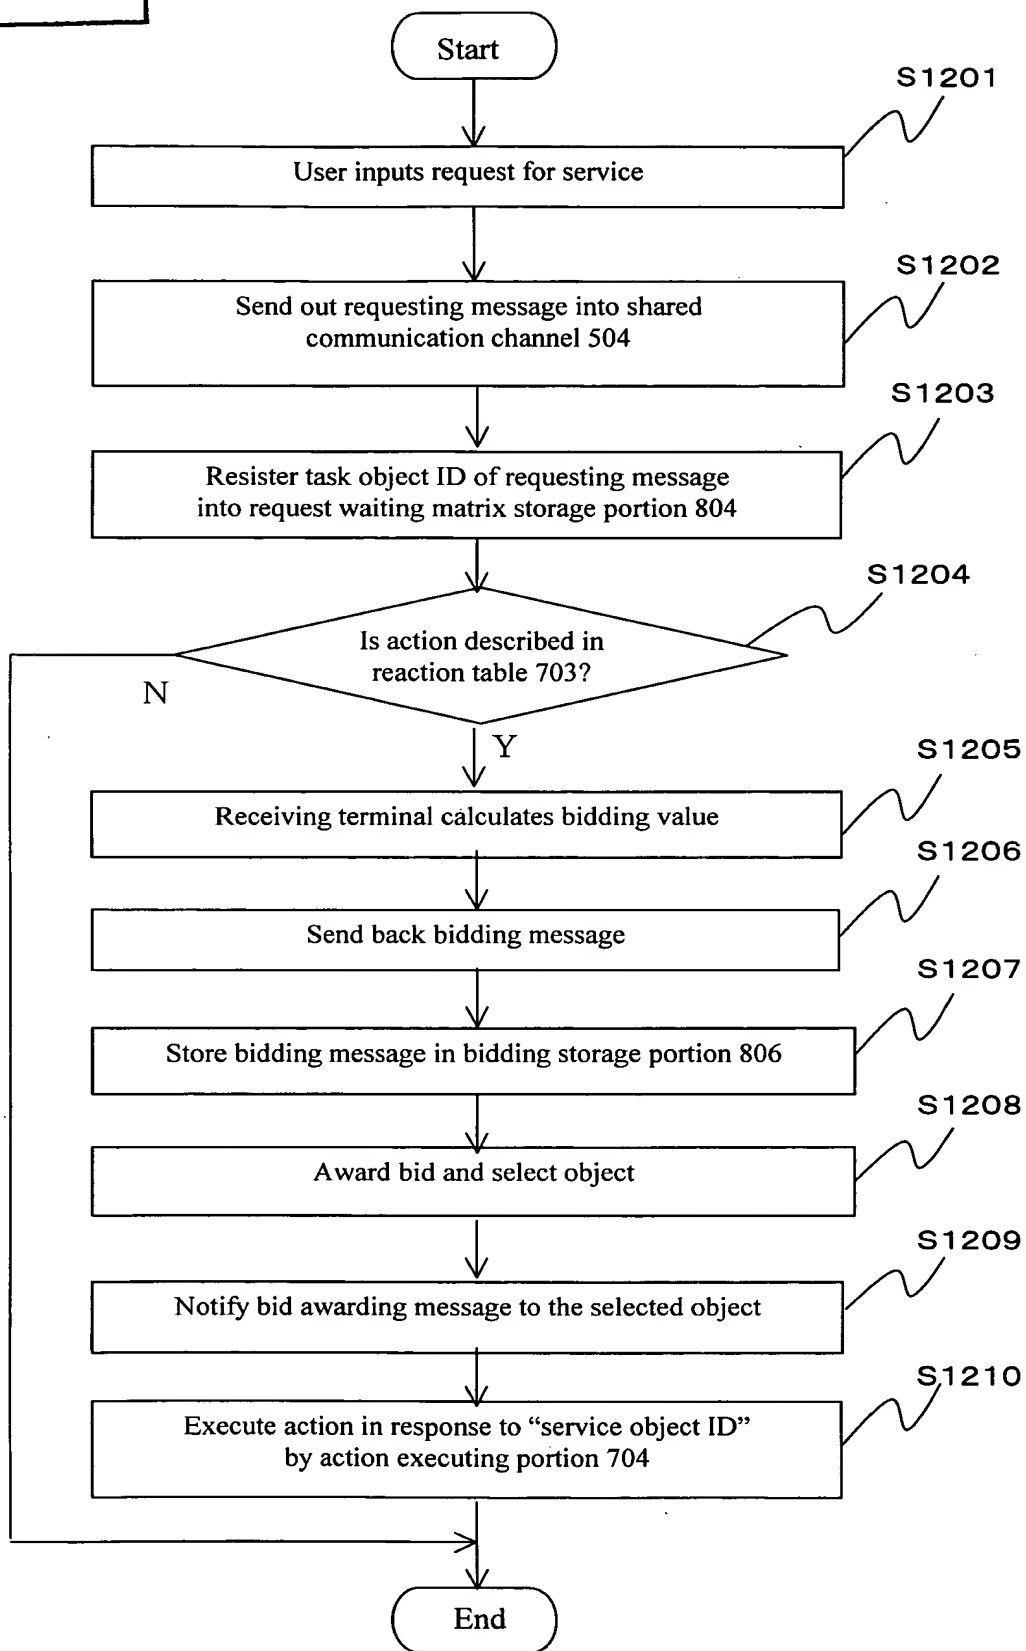 Start
S1201
User inputs request for service
S1202
Send out requesting message into shared
communication channel 504
S1203
Resister task object ID of requesting message
into request waiting matrix storage portion 804
S1204
Is action described in
reaction table 703?
N
Y
S1205
Receiving terminal calculates bidding value
S1206
Send back bidding message
S1207
Store bidding message in bidding storage portion 806
S1208
Award bid and select object
S1209
Notify bid awarding message to the selected object
S1210
Execute action in response to “service object ID”
by action executing portion 704
End